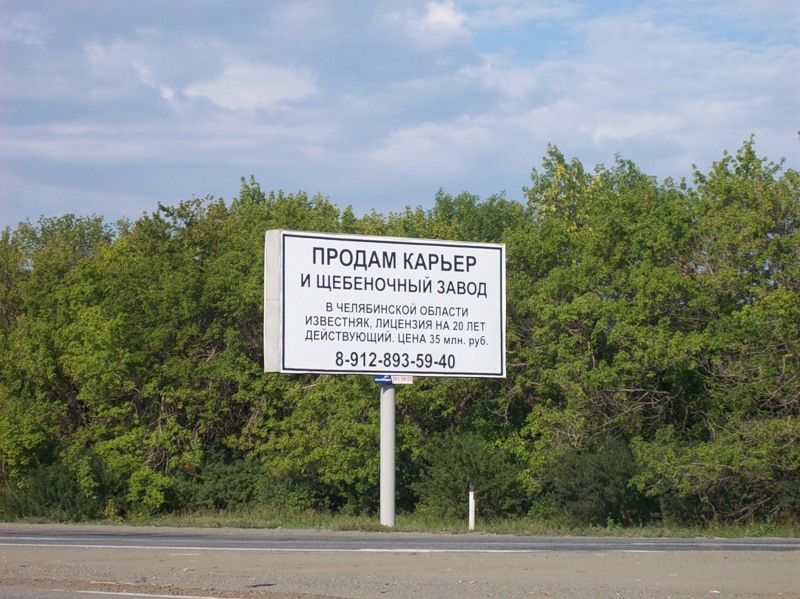 ПРОДАМ КАРЬЕР
И ЩЕБЕНОЧНЫЙ ЗАВОД
В ЧЕЛЯБИНСКОЙ ОБЛАСТИ
ИЗВЕСТНЯК, ЛИЦЕНЗИЯ НА 20 ЛЕТ
ДЕЙСТВУЮЩИЙ. ЦЕНА 35 млн. руб.
8-912-893-59-40